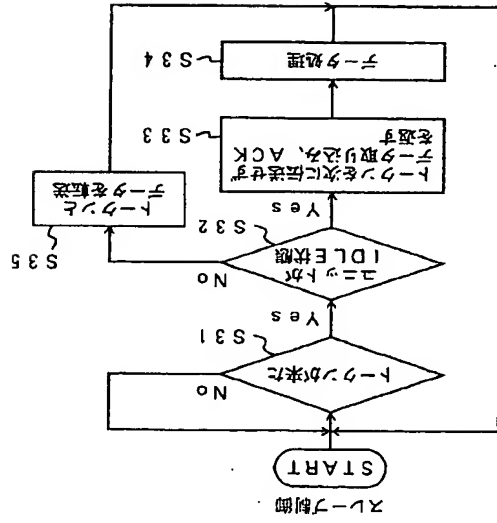 スレーブ制御
START
No
トークンが来た
S31
Yes
ユニットが
IDLE状態
S32
No
Yes
トークンを次に伝送せず
データ取り込み、ACK
を返す
S33
トークンと
データを転送
S35
データ処理
S34